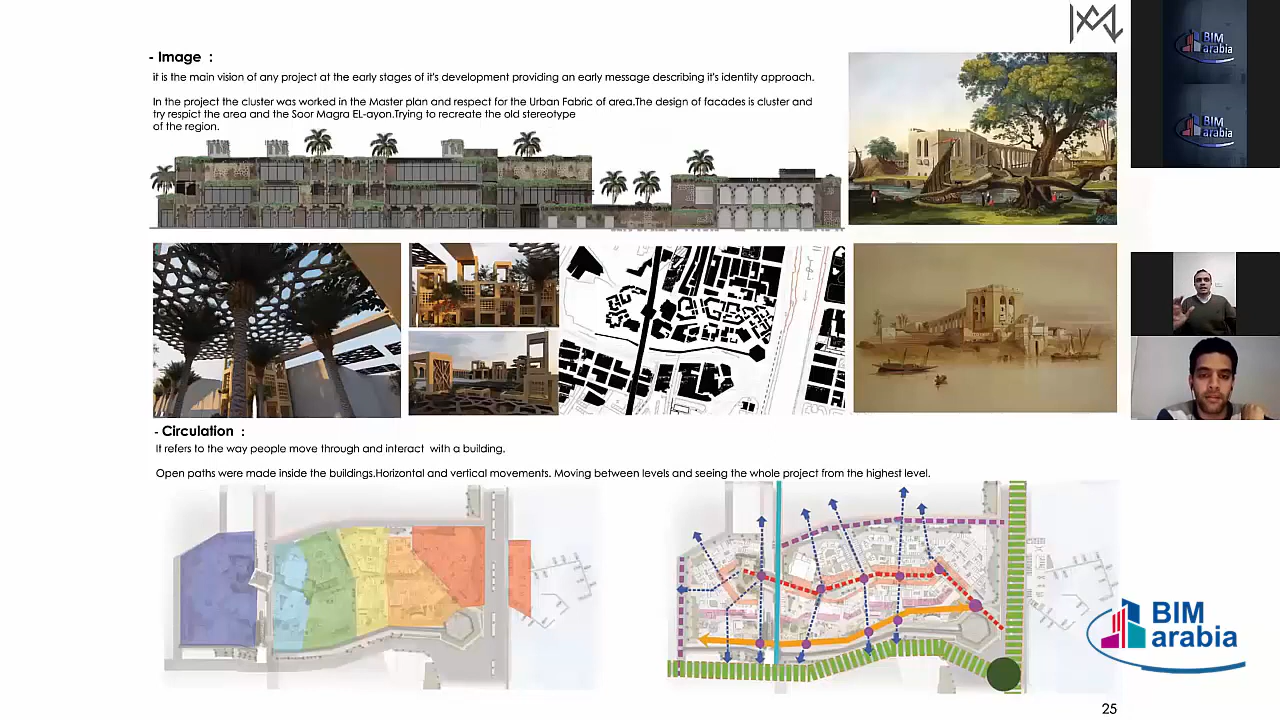 - Image :
it is the main vision of any project at the early stages of it's development providing an early message describing it's identity approach.
In the project the cluster was worked in the Master plan and respect for the Urban Fabric of area.The design of facades is cluster and
try respict the area and the Soor Magra EL-ayon.Trying to recreate the old stereotype
of the region.
- Circulation :
It refers to the way people move through and interact with a building.
Open paths were made inside the buildings.Horizontal and vertical movements. Moving between levels and seeing the whole project from the highest level.
BIM
arabia
BIM
arabia
BIM
arabia
25